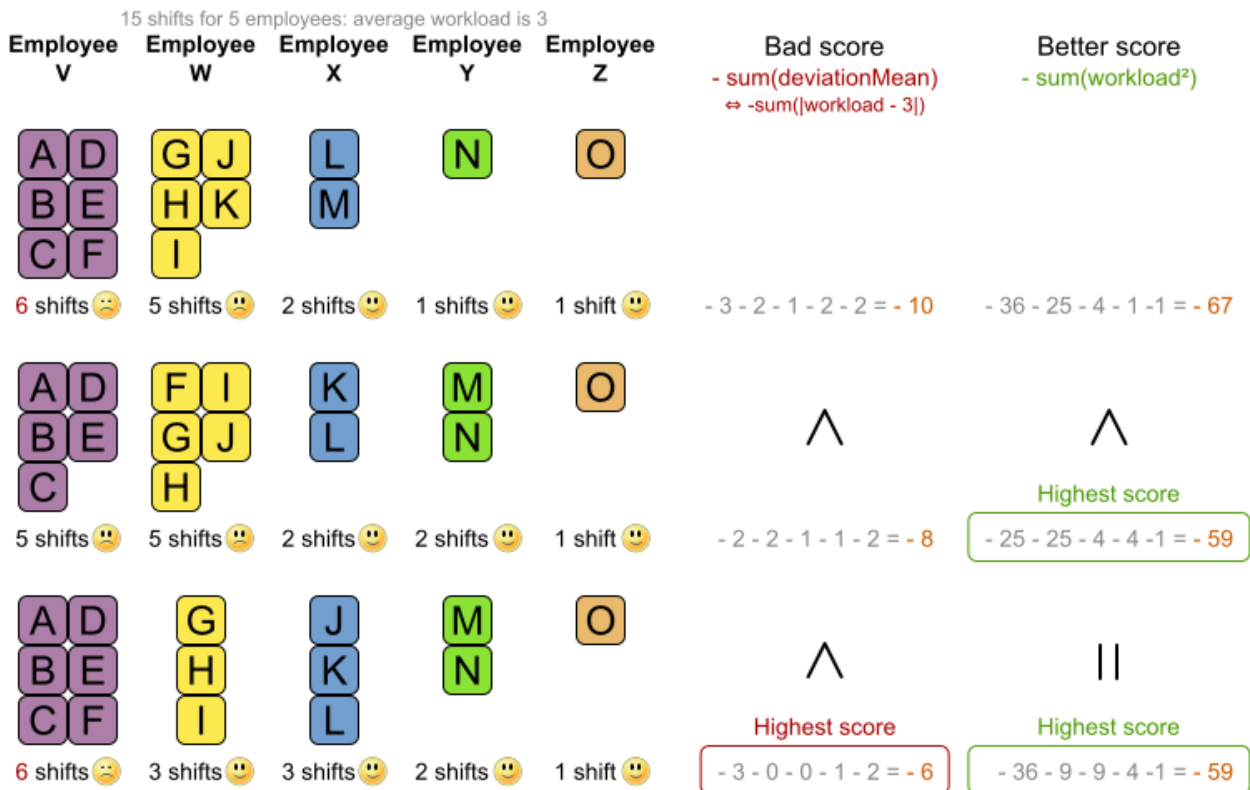 15 shifts for 5 employees: average workload is 3
Employee V Employee W Employee X Employee Y Employee Z Bad score Better score
- sum(deviationMean) - sum(workload²)
⇔ -sum(|workload - 3|)
A D G J L N O
B E H K M
C F I
6 shifts 5 shifts 2 shifts 1 shifts 1 shift - 3 - 2 - 1 - 2 - 2 = - 10 - 36 - 25 - 4 - 1 -1 = - 67
A D F I K M O
B E G J L N
C H
Highest score
5 shifts 5 shifts 2 shifts 2 shifts 1 shift - 2 - 2 - 1 - 1 - 2 = - 8 - 25 - 25 - 4 - 4 -1 = - 59
A D G J M O
B E H K N
C F I L
Highest score Highest score
6 shifts 3 shifts 3 shifts 2 shifts 1 shift - 3 - 0 - 0 - 1 - 2 = - 6 - 36 - 9 - 9 - 4 -1 = - 59